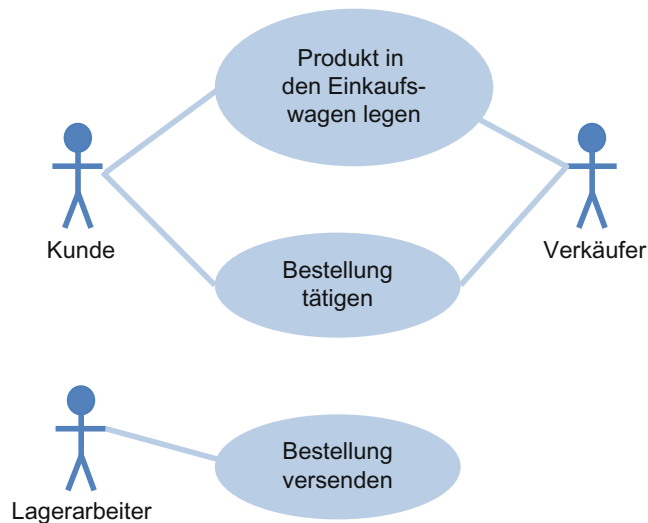 Produkt in
den Einkaufs-
wagen legen
Kunde
Verkäufer
Bestellung
tätigen
Bestellung
versenden
Lagerarbeiter